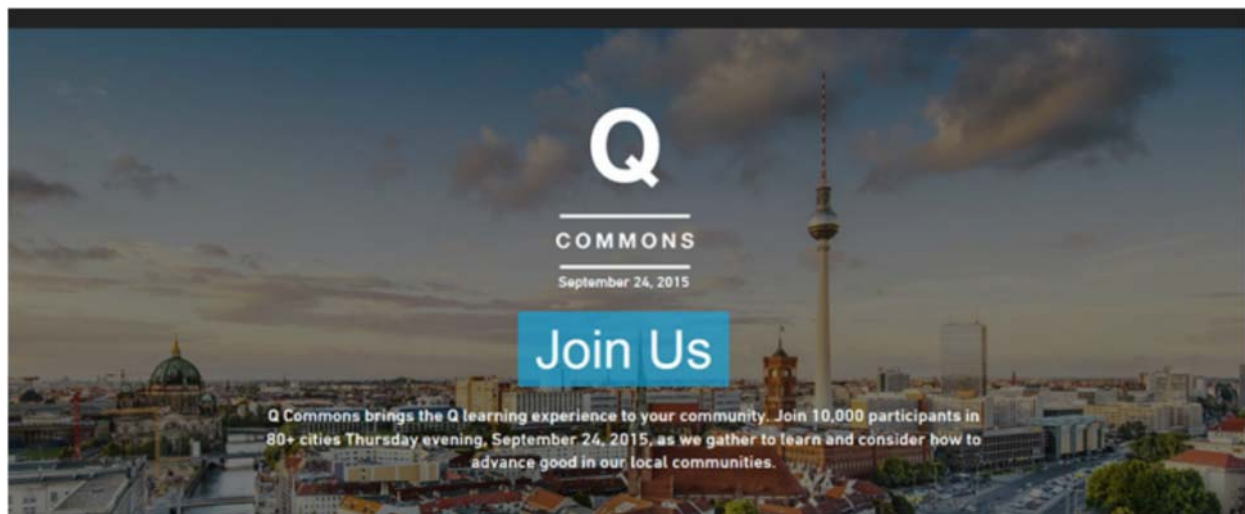 Q
COMMONS
September 24, 2015
Join Us
Q Commons brings the Q learning experience to your community. Join 10,000 participants in
80+ cities Thursday evening, September 24, 2015, as we gather to learn and consider how to
advance good in our local communities.